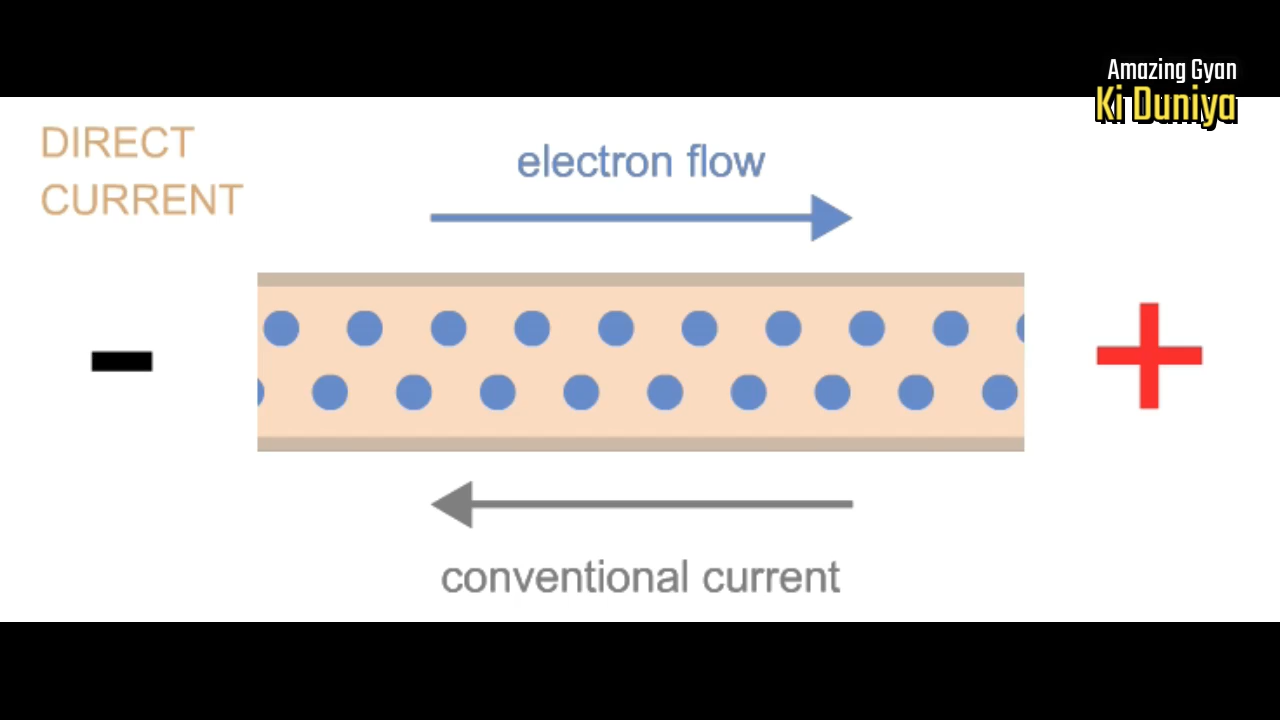 Amazing Gyan
Ki Duniya
DIRECT
CURRENT
electron flow
-
+
conventional current